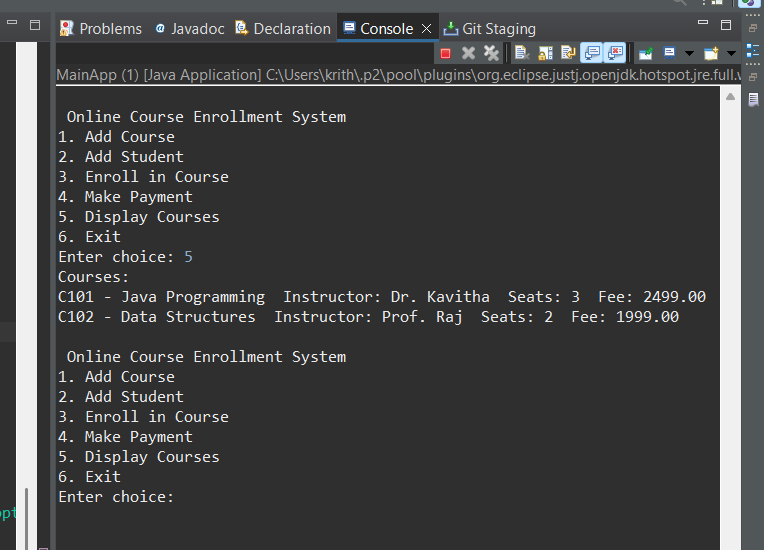 Problems @ Javadoc Declaration Console Git Staging
MainApp (1) [Java Application] C:\Users\krith\.p2\pool\plugins\org.eclipse.justj.openjdk.hotspot.jre.full.w
Online Course Enrollment System
1. Add Course
2. Add Student
3. Enroll in Course
4. Make Payment
5. Display Courses
6. Exit
Enter choice: 5
Courses:
C101 - Java Programming  Instructor: Dr. Kavitha  Seats: 3  Fee: 2499.00
C102 - Data Structures  Instructor: Prof. Raj  Seats: 2  Fee: 1999.00
Online Course Enrollment System
1. Add Course
2. Add Student
3. Enroll in Course
4. Make Payment
5. Display Courses
6. Exit
Enter choice: